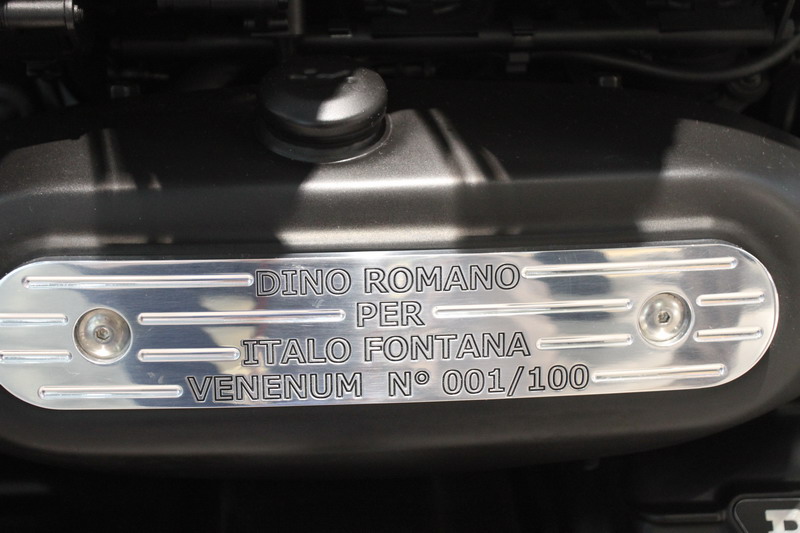 DINO ROMANO
PER
ITALO FONTANA
VENENUM N° 001/100